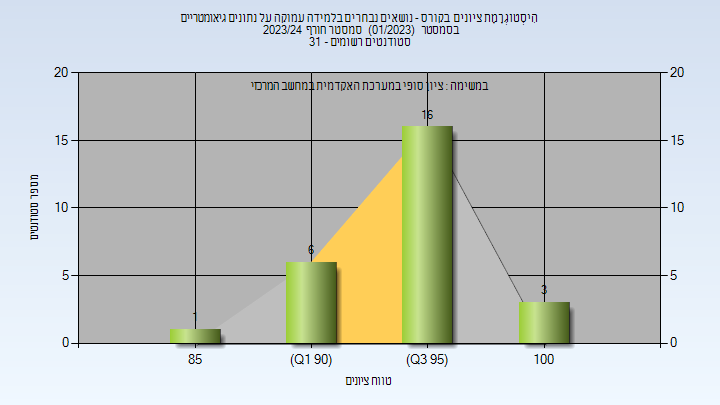 הִיסְטוֹגְרָמַת ציונים בקורס - נושאים נבחרים בלמידה עמוקה על נתונים גיאומטריים
בסמסטר (01/2023) סמסטר חורף 2023/24
סטודנטים רשומים - 31
במשימה : ציון סופי במערכת האקדמית במחשב המרכזי
20 20
15 15
10 10
5 5
0 0
מספר סטודנטים
1 6 16 3
85 (Q1 90) (Q3 95) 100
טווח ציונים